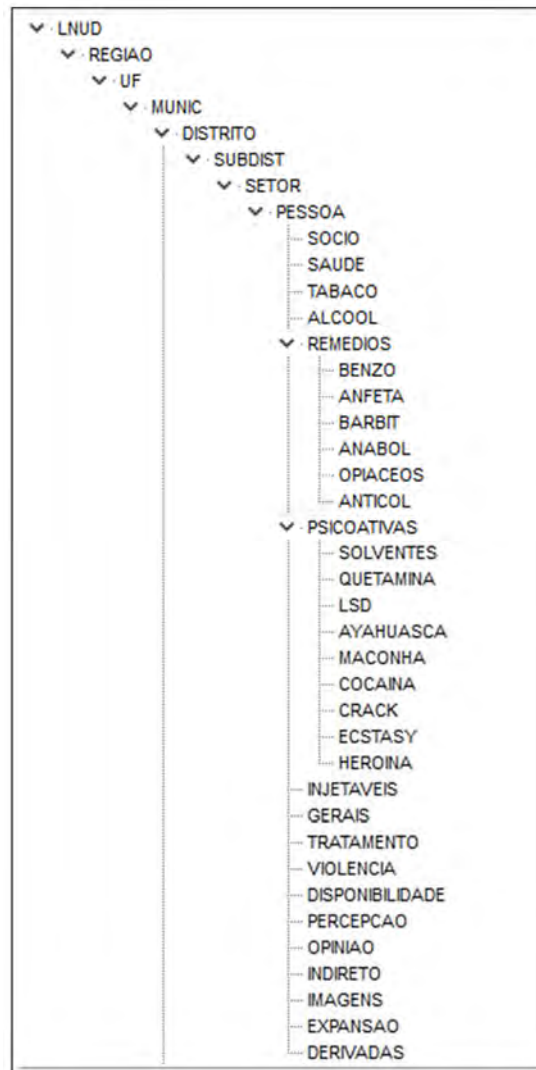 LNUD
REGIAO
UF
MUNIC
DISTRITO
SUBDIST
SETOR
PESSOA
SOCIO
SAUDE
TABACO
ALCOOL
REMEDIOS
BENZO
ANFETA
BARBIT
ANABOL
OPIACEOS
ANTICOL
PSICOATIVAS
SOLVENTES
QUETAMINA
LSD
AYAHUASCA
MACONHA
COCAINA
CRACK
ECSTASY
HEROINA
INJETAVEIS
GERAIS
TRATAMENTO
VIOLENCIA
DISPONIBILIDADE
PERCEPCAO
OPINIAO
INDIRETO
IMAGENS
EXPANSAO
DERIVADAS